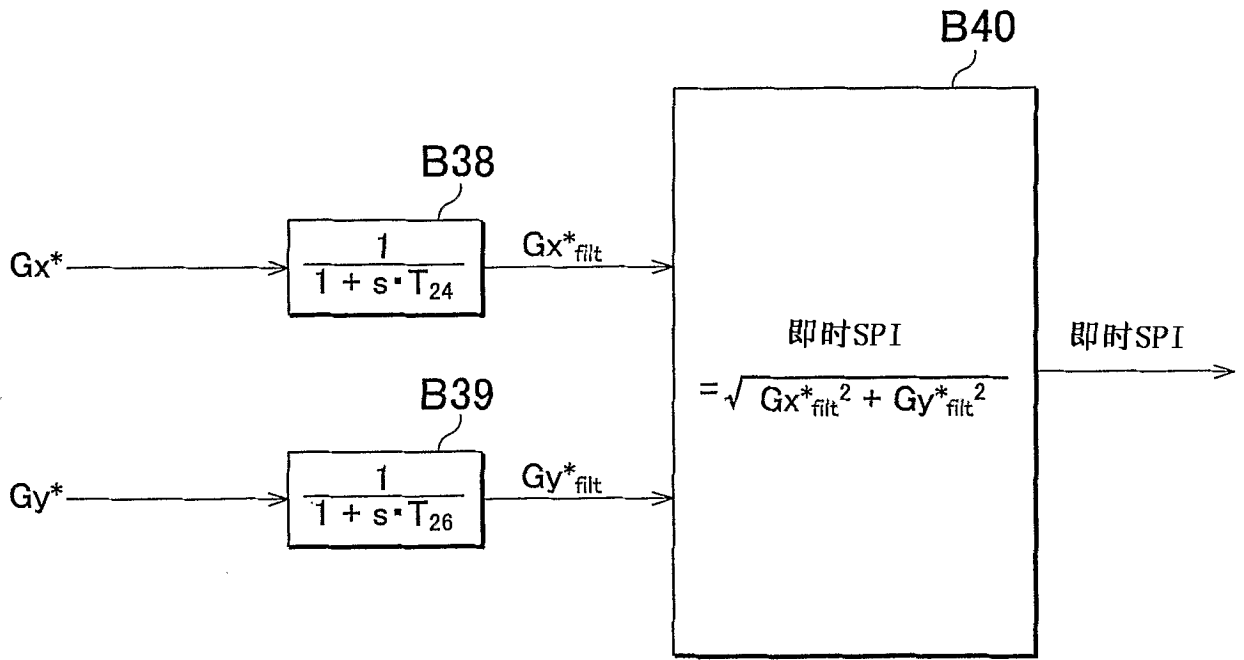 B40
B38
Gx*
1
1 + s·T24
Gx*filt
即时SPI
=√Gx*filt² + Gy*filt²
即时SPI
B39
Gy*
1
1 + s·T26
Gy*filt